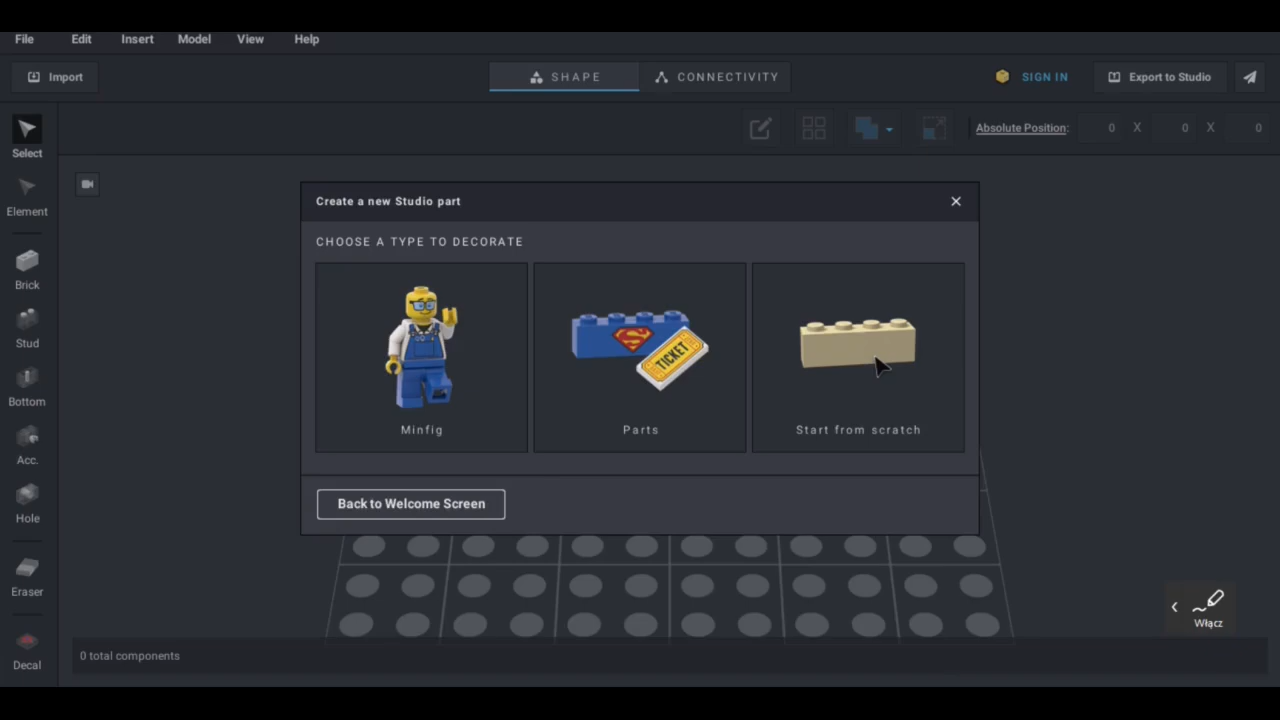 File Edit Insert Model View Help
Import SHAPE CONNECTIVITY SIGN IN Export to Studio
Absolute Position: 0 X 0 X 0
Select
Element
Brick
Stud
Bottom
Acc.
Hole
Eraser
Decal
Create a new Studio part
CHOOSE A TYPE TO DECORATE
TICKET
Minfig Parts Start from scratch
Back to Welcome Screen
Włącz
0 total components